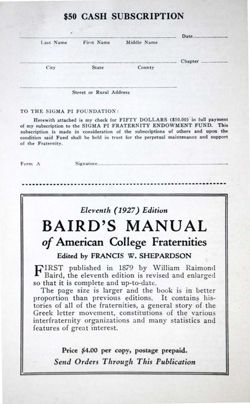 $50 CASH SUBSCRIPTION
Date
Last Name First Name Middle Name
Chapter
City State County
Street or Rural Address
TO THE SIGMA PI FOUNDATION:
Herewith attached is my check for FIFTY DOLLARS ($50.00) in full payment
of my subscription to the SIGMA PI FRATERNITY ENDOWMENT FUND. This
subscription is made in consideration of the subscriptions of others and upon the
condition said Fund shall be held in trust for the perpetual maintenance and support
of the Fraternity.
Form A Signature
Eleventh (1927) Edition
BAIRD'S MANUAL
of American College Fraternities
Edited by FRANCIS W. SHEPARDSON
FIRST published in 1879 by William Raimond
Baird, the eleventh edition is revised and enlarged
so that it is complete and up-to-date.
The page size is larger and the book is in better
proportion than previous editions. It contains his-
tories of all of the fraternities, a general story of the
Greek letter movement, constitutions of the various
interfraternity organizations and many statistics and
features of great interest.
Price $4.00 per copy, postage prepaid.
Send Orders Through This Publication